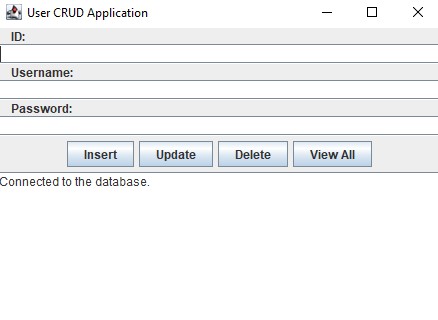 User CRUD Application
ID:
Username:
Password:
Insert Update Delete View All
Connected to the database.